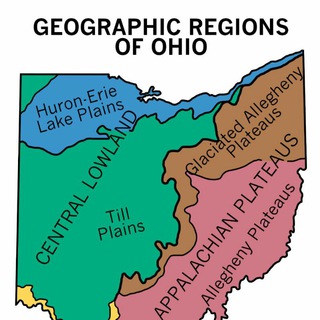 GEOGRAPHIC REGIONS
OF OHIO
Huron-Erie
Lake Plains
Glaciated Allegheny
Plateaus
CENTRAL LOWLAND
Till
Plains
APPALACHIAN PLATEAUS
Allegheny Plateaus